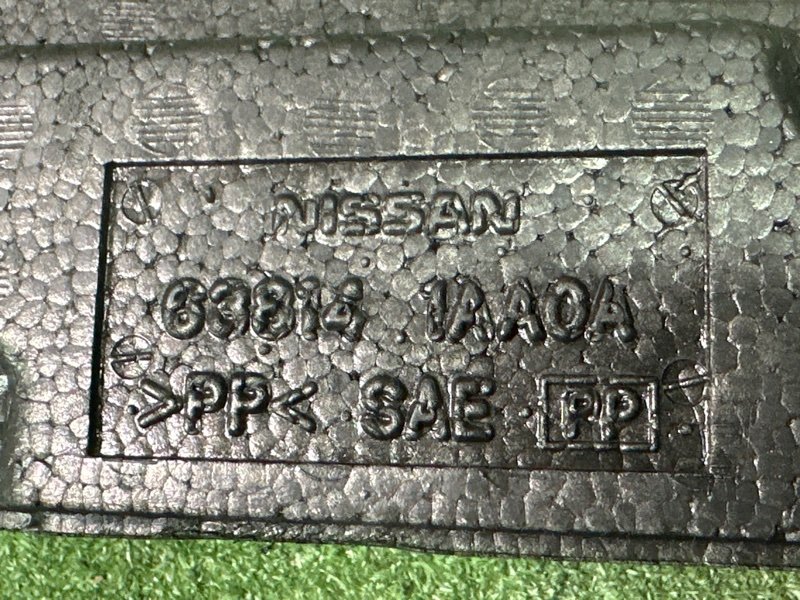 NISSAN
63814 1AA0A
>PP< SAE PP